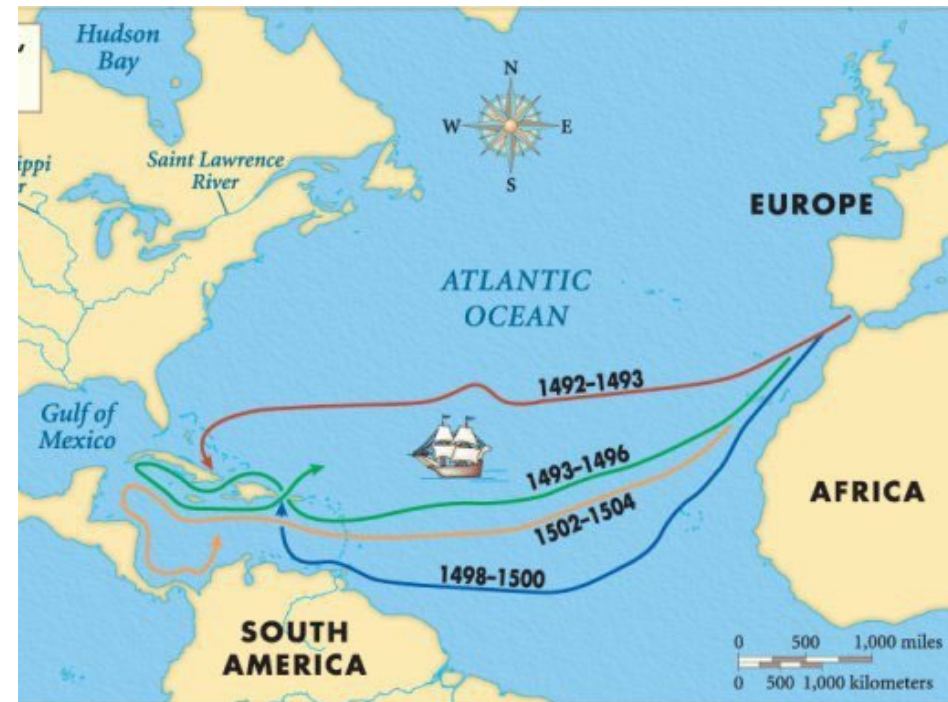 Hudson
Bay
N
W
E
S
ippi
r
Saint Lawrence
River
EUROPE
ATLANTIC
OCEAN
1492–1493
Gulf of
Mexico
1493–1496
1502–1504
AFRICA
1498–1500
SOUTH
AMERICA
0 500 1,000 miles
0 500 1,000 kilometers